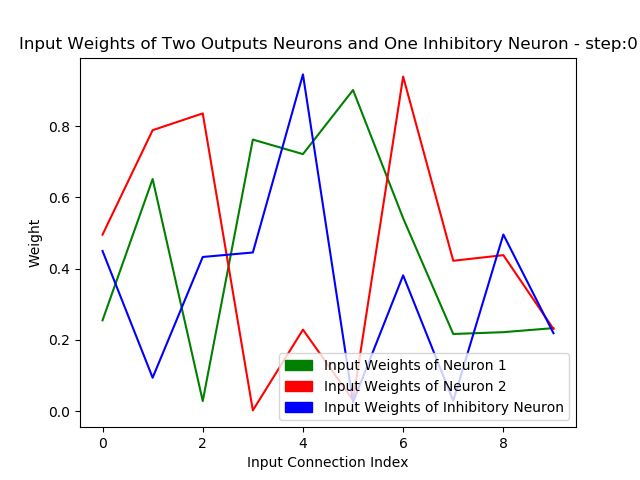 Input Weights of Two Outputs Neurons and One Inhibitory Neuron - step:0
Weight
0.8
0.6
0.4
0.2
0.0
Input Weights of Neuron 1
Input Weights of Neuron 2
Input Weights of Inhibitory Neuron
0 2 4 6 8
Input Connection Index